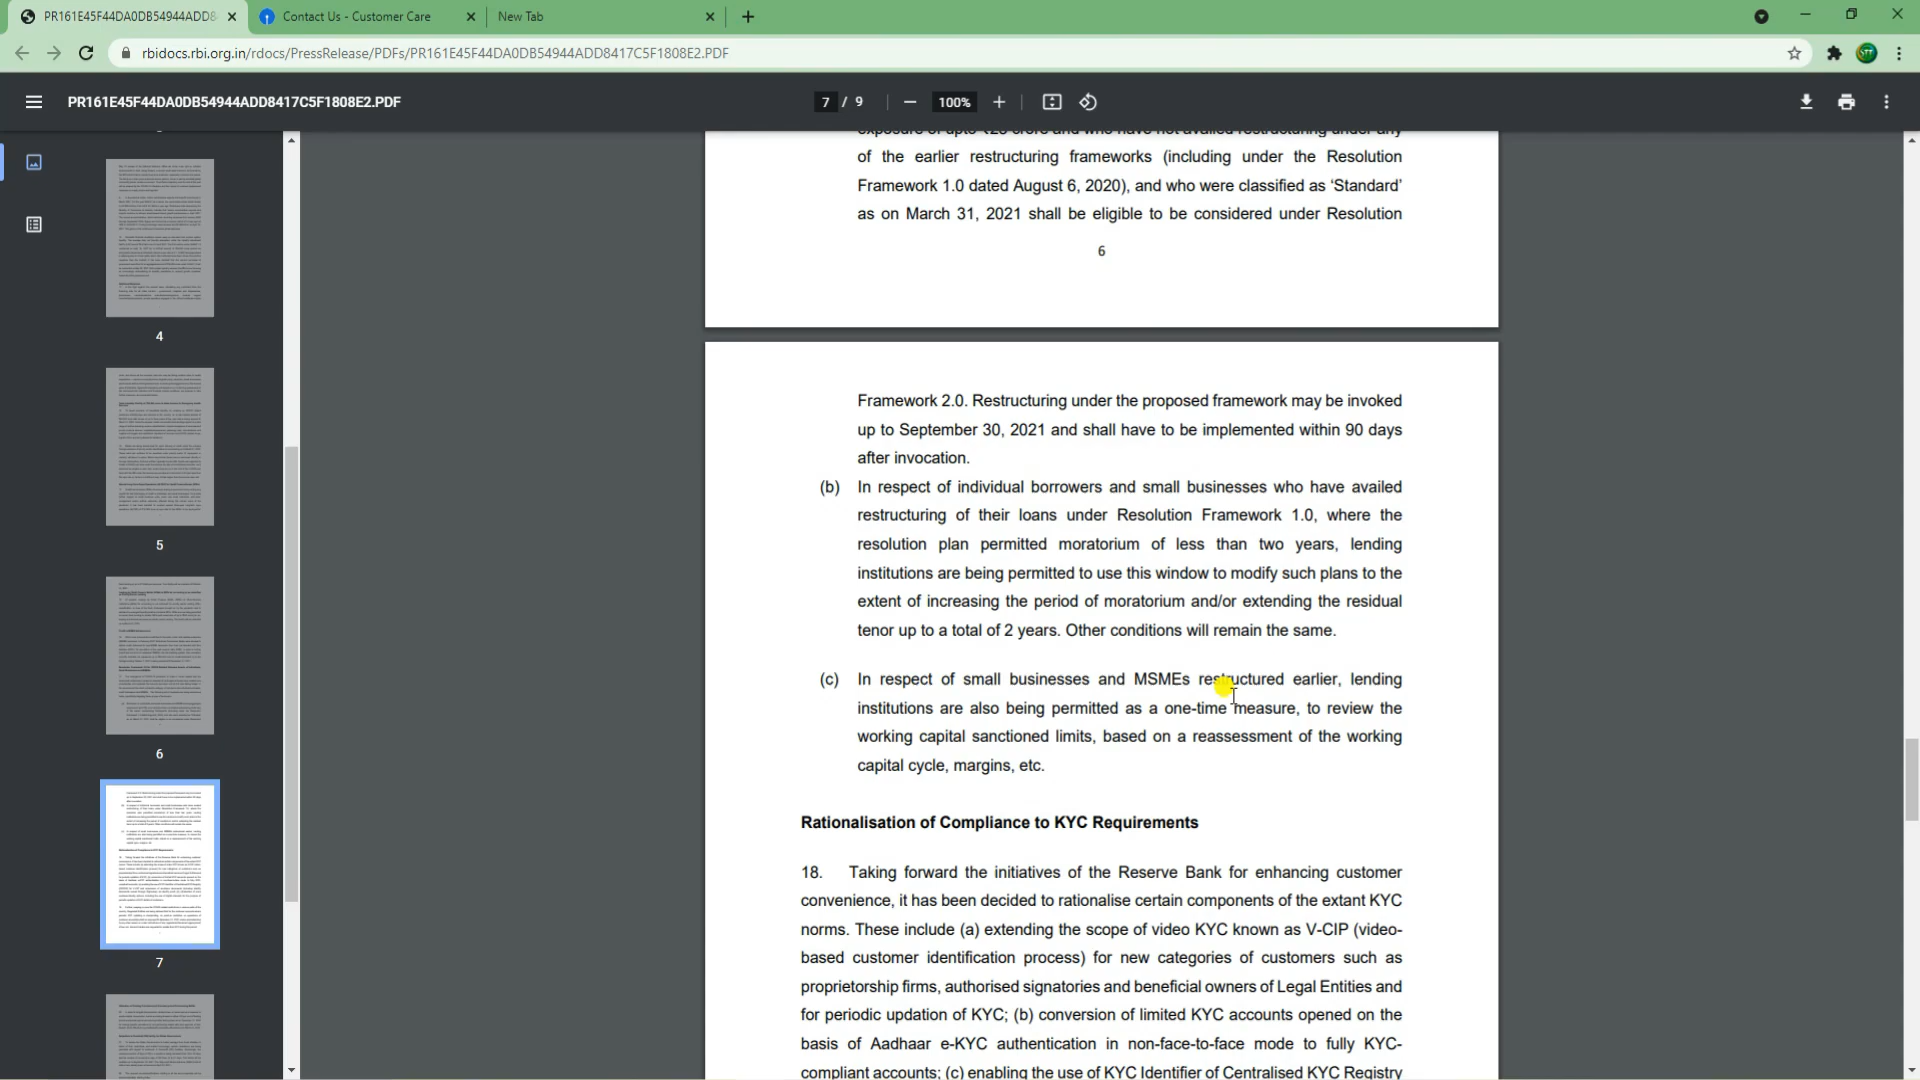 PR161E45F44DA0DB54944ADD8
Contact Us - Customer Care
New Tab
rbidocs.rbi.org.in/rdocs/PressRelease/PDFs/PR161E45F44DA0DB54944ADD8417C5F1808E2.PDF
PR161E45F44DA0DB54944ADD8417C5F1808E2.PDF
7 / 9
100%
exposure of upto ₹25 crore and who have not availed restructuring under any
of the earlier restructuring frameworks (including under the Resolution
Framework 1.0 dated August 6, 2020), and who were classified as ‘Standard’
as on March 31, 2021 shall be eligible to be considered under Resolution
6
Framework 2.0. Restructuring under the proposed framework may be invoked
up to September 30, 2021 and shall have to be implemented within 90 days
after invocation.
(b) In respect of individual borrowers and small businesses who have availed
restructuring of their loans under Resolution Framework 1.0, where the
resolution plan permitted moratorium of less than two years, lending
institutions are being permitted to use this window to modify such plans to the
extent of increasing the period of moratorium and/or extending the residual
tenor up to a total of 2 years. Other conditions will remain the same.
(c) In respect of small businesses and MSMEs restructured earlier, lending
institutions are also being permitted as a one-time measure, to review the
working capital sanctioned limits, based on a reassessment of the working
capital cycle, margins, etc.
Rationalisation of Compliance to KYC Requirements
18. Taking forward the initiatives of the Reserve Bank for enhancing customer
convenience, it has been decided to rationalise certain components of the extant KYC
norms. These include (a) extending the scope of video KYC known as V-CIP (video-
based customer identification process) for new categories of customers such as
proprietorship firms, authorised signatories and beneficial owners of Legal Entities and
for periodic updation of KYC; (b) conversion of limited KYC accounts opened on the
basis of Aadhaar e-KYC authentication in non-face-to-face mode to fully KYC-
compliant accounts; (c) enabling the use of KYC Identifier of Centralised KYC Registry
4
5
6
7